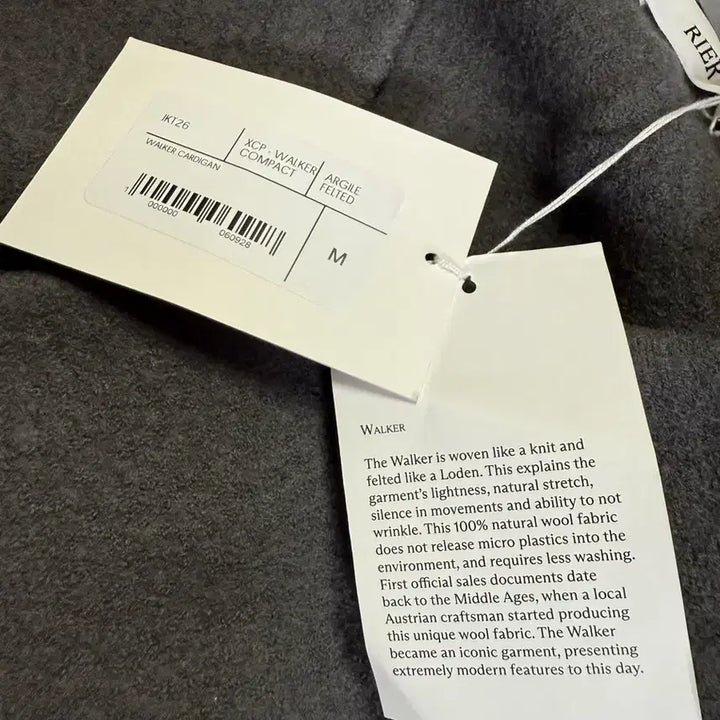 RIER
JKT26
XCP - WALKER
COMPACT
ARGILE
FELTED
WALKER CARDIGAN
1 000000 060928
M
WALKER
The Walker is woven like a knit and
felted like a Loden. This explains the
garment's lightness, natural stretch,
silence in movements and ability to not
wrinkle. This 100% natural wool fabric
does not release micro plastics into the
environment, and requires less washing.
First official sales documents date
back to the Middle Ages, when a local
Austrian craftsman started producing
this unique wool fabric. The Walker
became an iconic garment, presenting
extremely modern features to this day.